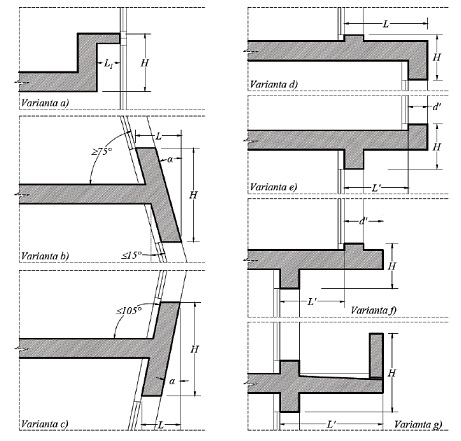 L₁
H
Varianta a)
≥75°
L
α
H
≤15°
Varianta b)
≤105°
H
α
L
Varianta c)
L
H
Varianta d)
d'
H
L'
Varianta e)
d'
H
L'
Varianta f)
H
L'
Varianta g)